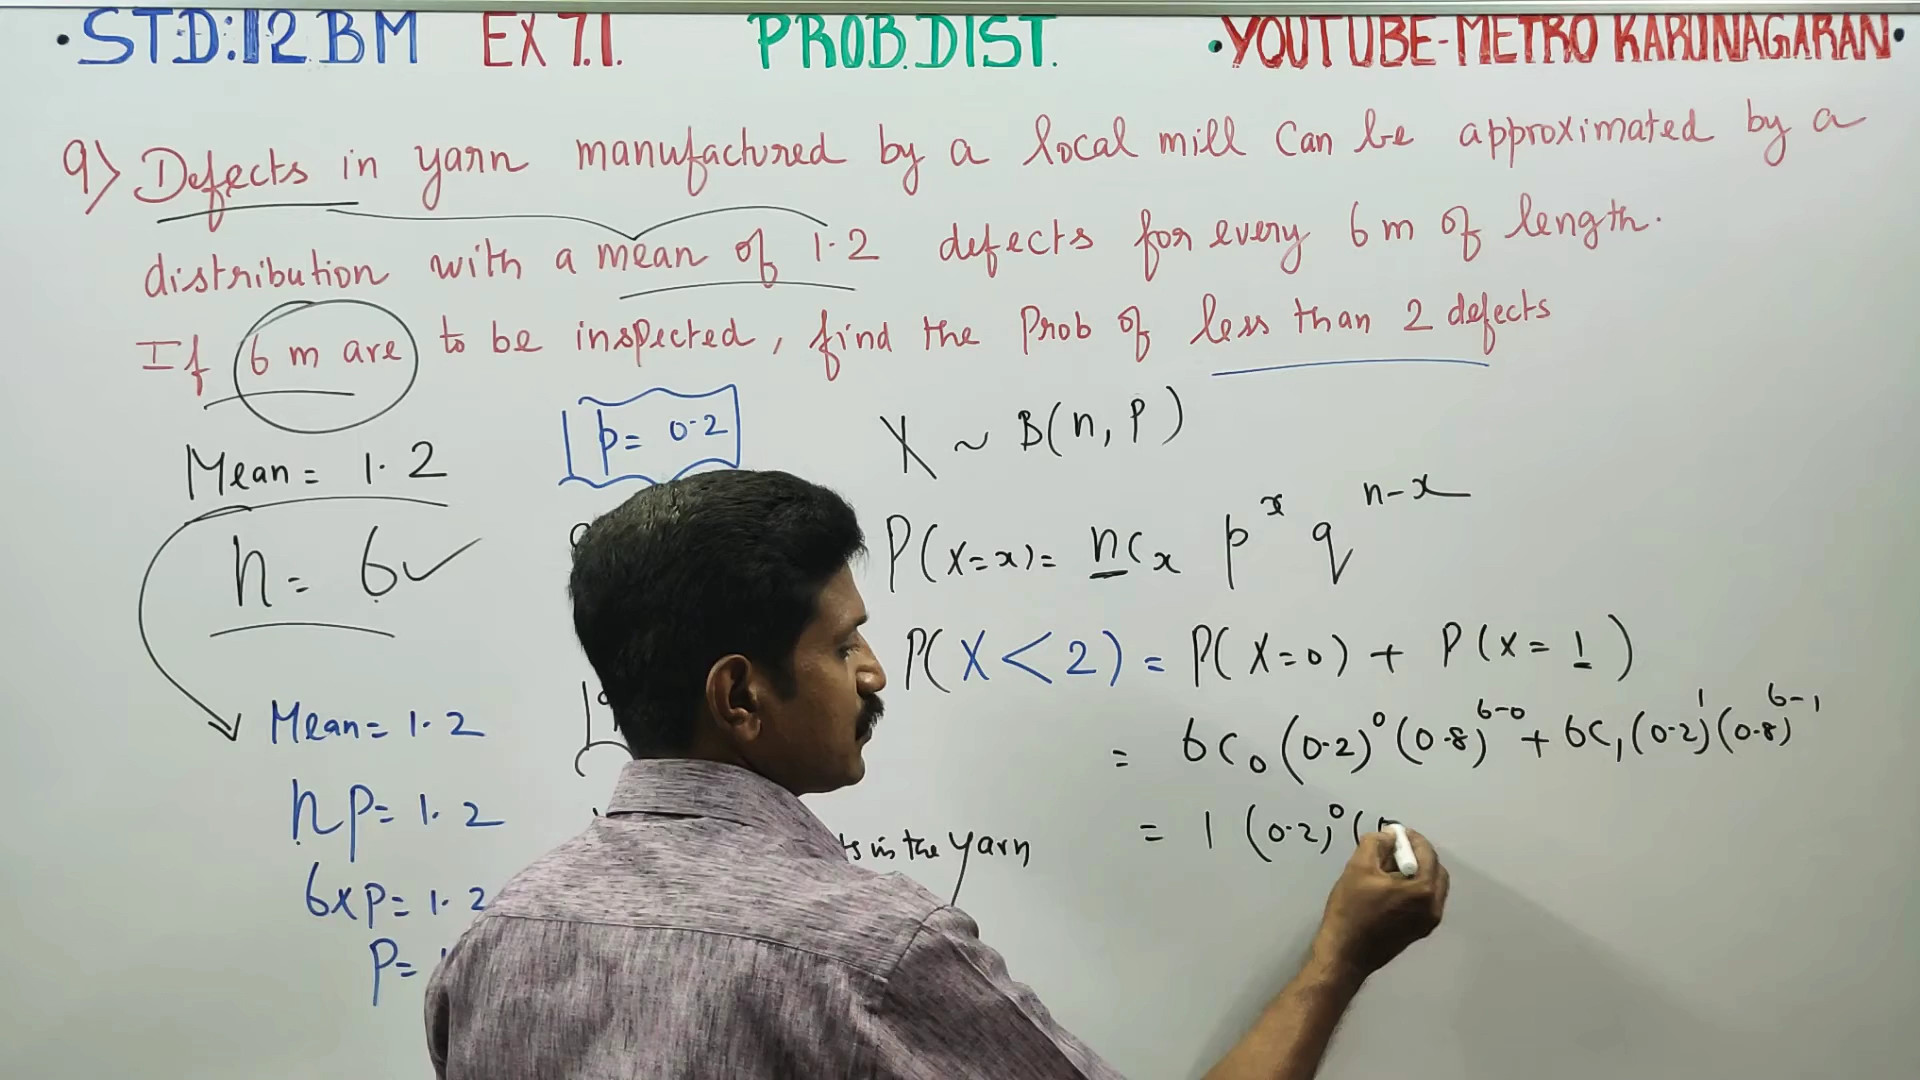 •STD:12.BM EX 7.1. PROB.DIST. •YOUTUBE-METRO KARUNAGARAN•
9) Defects in yarn manufactured by a local mill Can be approximated by a
distribution with a mean of 1.2 defects for every 6 m of length.
If 6 m are to be inspected, find the Prob of less than 2 defects
Mean = 1.2
n = 6✓
Mean = 1.2
np = 1.2
6xp = 1.2
P =
p = 0.2
in the yarn
X ~ B(n, P)
P(X=x) = nCx p^x q^n-x
P(X<2) = P(X=0) + P(X=1)
= 6C0 (0.2)^0 (0.8)^6-0 + 6C1 (0.2)^1 (0.8)^6-1
= 1 (0.2)^0 (